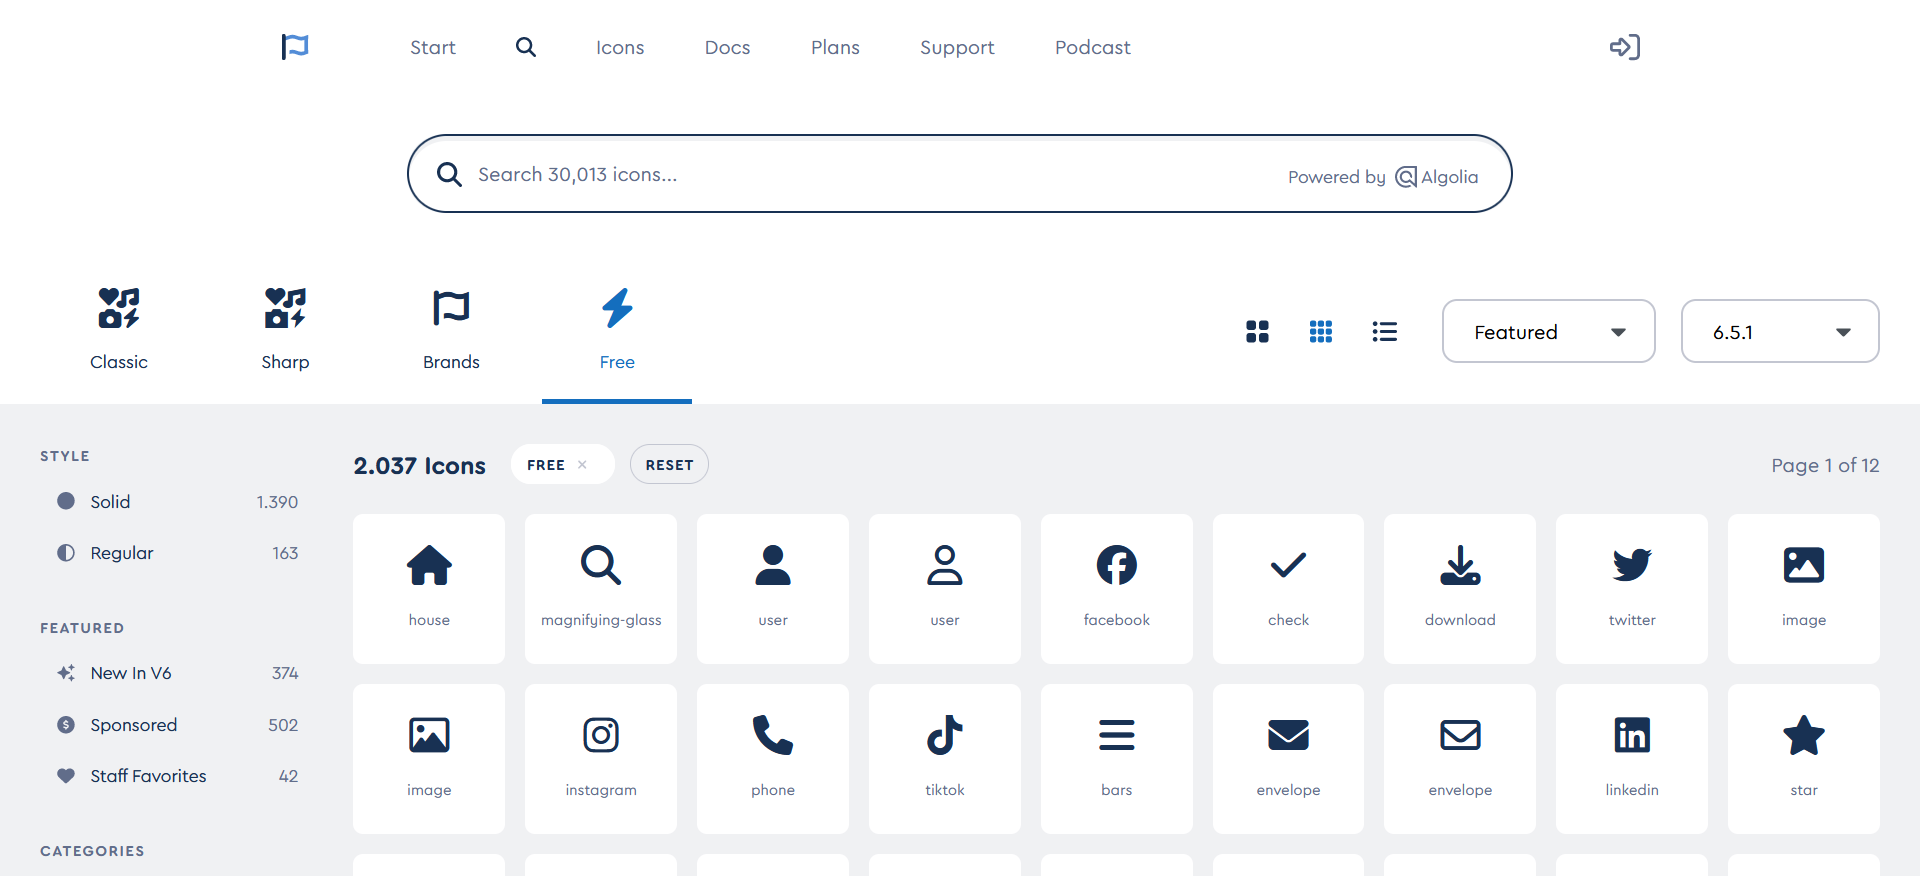 Start Icons Docs Plans Support Podcast
Search 30,013 icons... Powered by Algolia
Classic Sharp Brands Free Featured 6.5.1
STYLE
Solid 1.390
Regular 163
FEATURED
New In V6 374
Sponsored 502
Staff Favorites 42
CATEGORIES
2.037 Icons FREE × RESET Page 1 of 12
house magnifying-glass user user facebook check download twitter image
image instagram phone tiktok bars envelope envelope linkedin star